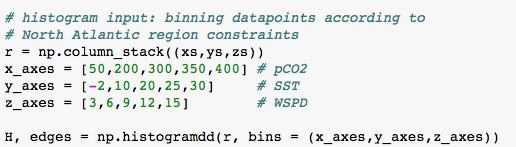 # histogram input: binning datapoints according to
# North Atlantic region constraints
r = np.column_stack((xs,ys,zs))
x_axes = [50,200,300,350,400] # pCO2
y_axes = [-2,10,20,25,30]     # SST
z_axes = [3,6,9,12,15]        # WSPD
H, edges = np.histogramdd(r, bins = (x_axes,y_axes,z_axes))